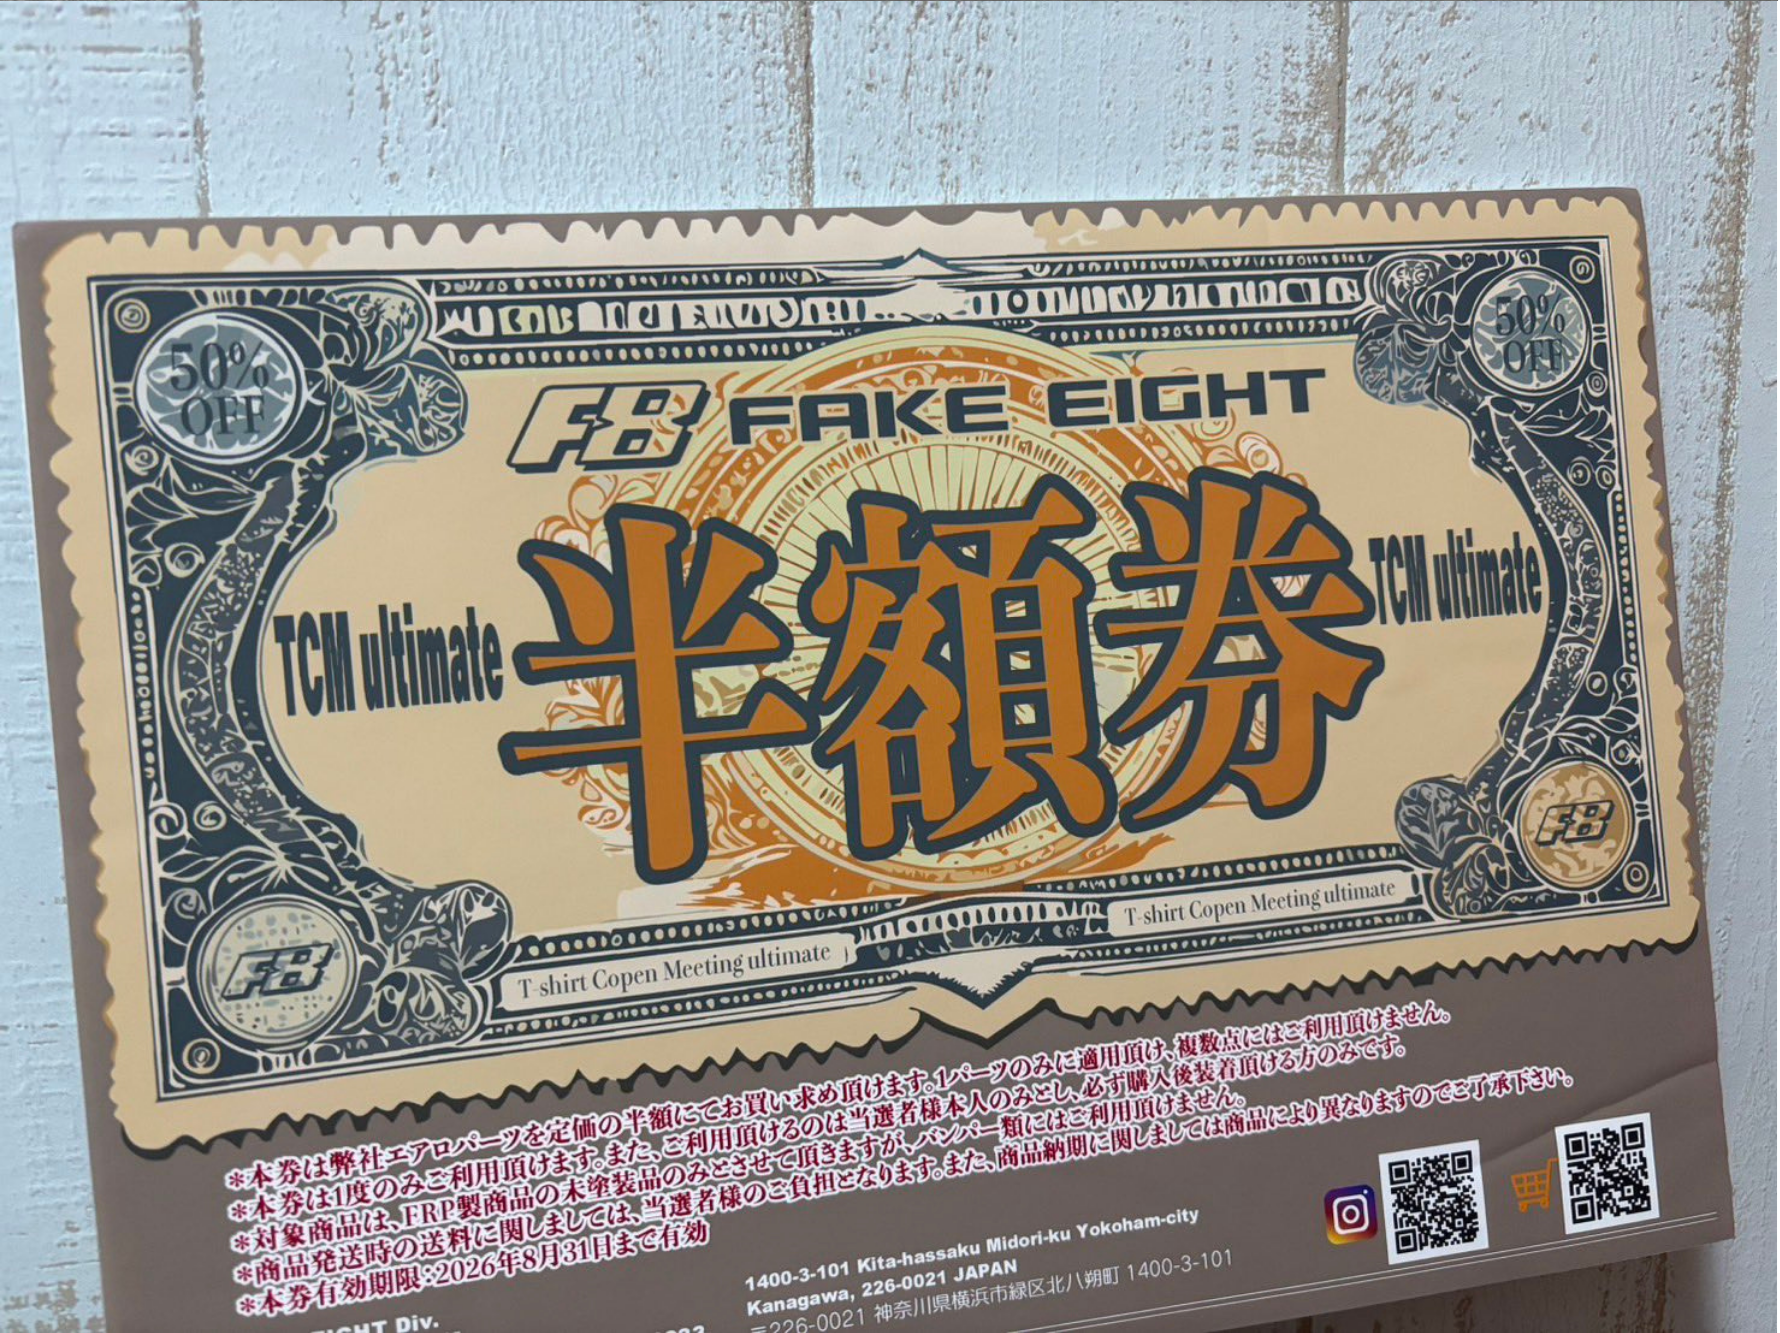 50% OFF
50% OFF
F8 FAKE EIGHT
半額券
TCM ultimate
TCM ultimate
F8
F8
T-shirt Copen Meeting ultimate
T-shirt Copen Meeting ultimate
*本券は弊社エアロパーツを定価の半額にてお買い求め頂けます。1パーツのみに適用頂け、複数点にはご利用頂けません。
*本券は1度のみご利用頂けます。また、ご利用頂けるのは当選者様本人のみとし、必ず購入後装着頂ける方のみです。
*対象商品は、FRP製商品の未塗装品のみとさせて頂きますが、バンパー類にはご利用頂けません。
*商品発送時の送料に関しましては、当選者様のご負担となります。また、商品納期に関しましては商品により異なりますのでご了承下さい。
*本券有効期限:2026年8月31日まで有効
EIGHT Div.
1400-3-101 Kita-hassaku Midori-ku Yokoham-city
Kanagawa, 226-0021 JAPAN
〒226-0021 神奈川県横浜市緑区北八朔町 1400-3-101